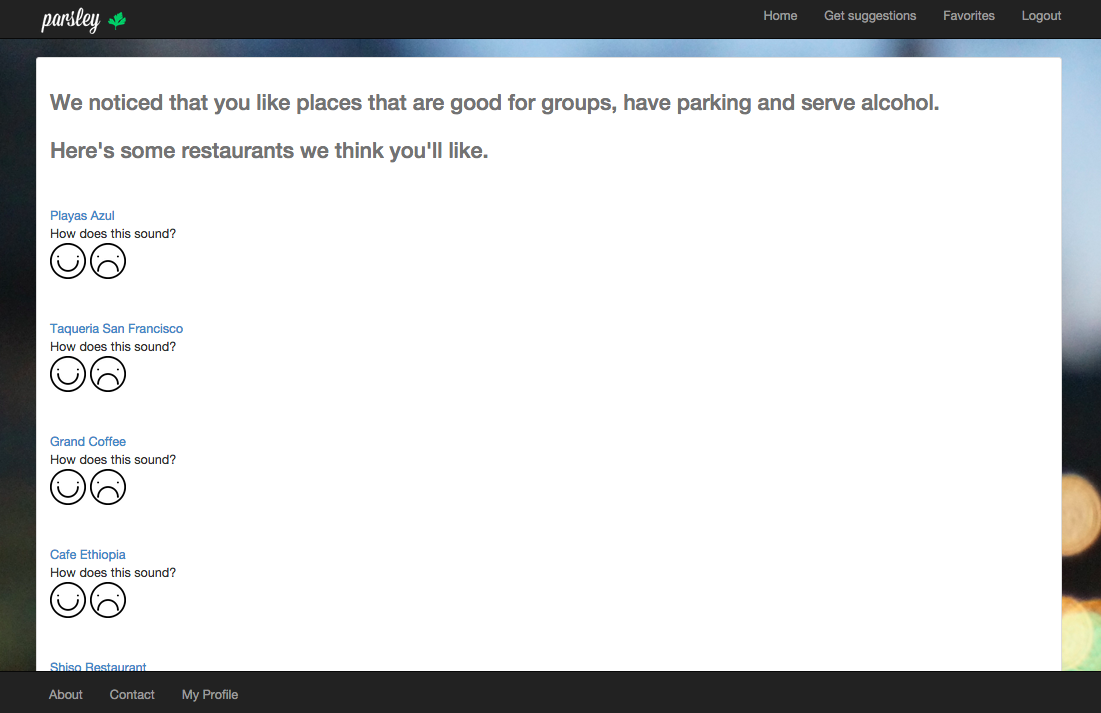 parsley
Home Get suggestions Favorites Logout
We noticed that you like places that are good for groups, have parking and serve alcohol.
Here's some restaurants we think you'll like.
Playas Azul
How does this sound?
Taqueria San Francisco
How does this sound?
Grand Coffee
How does this sound?
Cafe Ethiopia
How does this sound?
Shiso Restaurant
About Contact My Profile